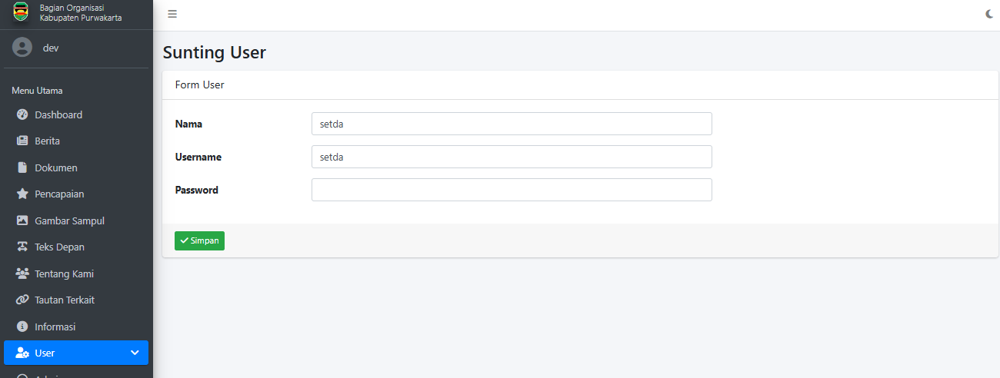 Bagian Organisasi
Kabupaten Purwakarta
dev
Menu Utama
Dashboard
Berita
Dokumen
Pencapaian
Gambar Sampul
Teks Depan
Tentang Kami
Tautan Terkait
Informasi
User
Sunting User
Form User
Nama
setda
Username
setda
Password
Simpan